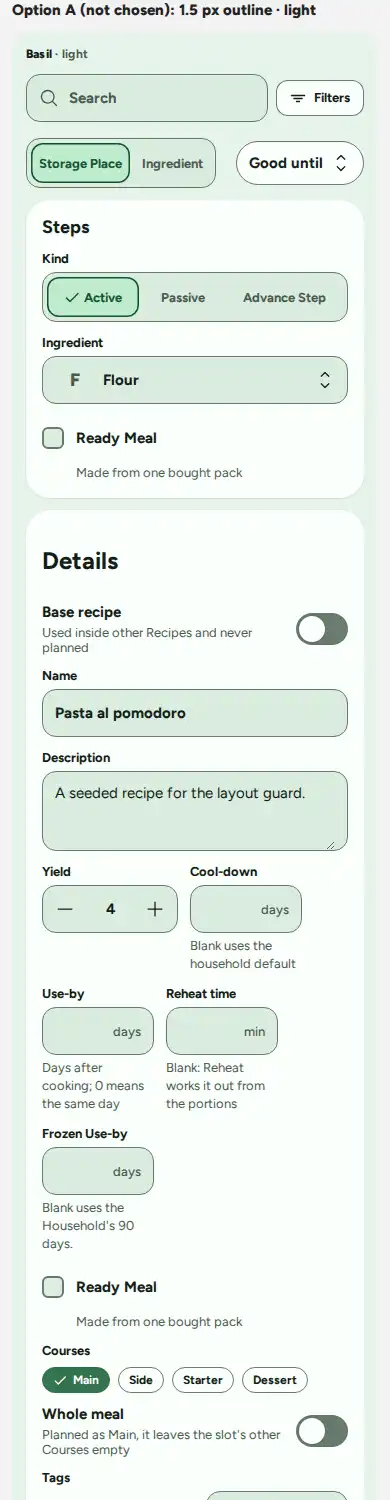 Option A (not chosen): 1.5 px outline · light
Basil · light
Search
Filters
Storage Place
Ingredient
Good until
Steps
Kind
Active
Passive
Advance Step
Ingredient
F Flour
Ready Meal
Made from one bought pack
Details
Base recipe
Used inside other Recipes and never
planned
Name
Pasta al pomodoro
Description
A seeded recipe for the layout guard.
Yield
4
Cool-down
days
Blank uses the
household default
Use-by
days
Days after
cooking; 0 means
the same day
Reheat time
min
Blank: Reheat
works it out from
the portions
Frozen Use-by
days
Blank uses the
Household's 90
days.
Ready Meal
Made from one bought pack
Courses
Main
Side
Starter
Dessert
Whole meal
Planned as Main, it leaves the slot's other
Courses empty
Tags